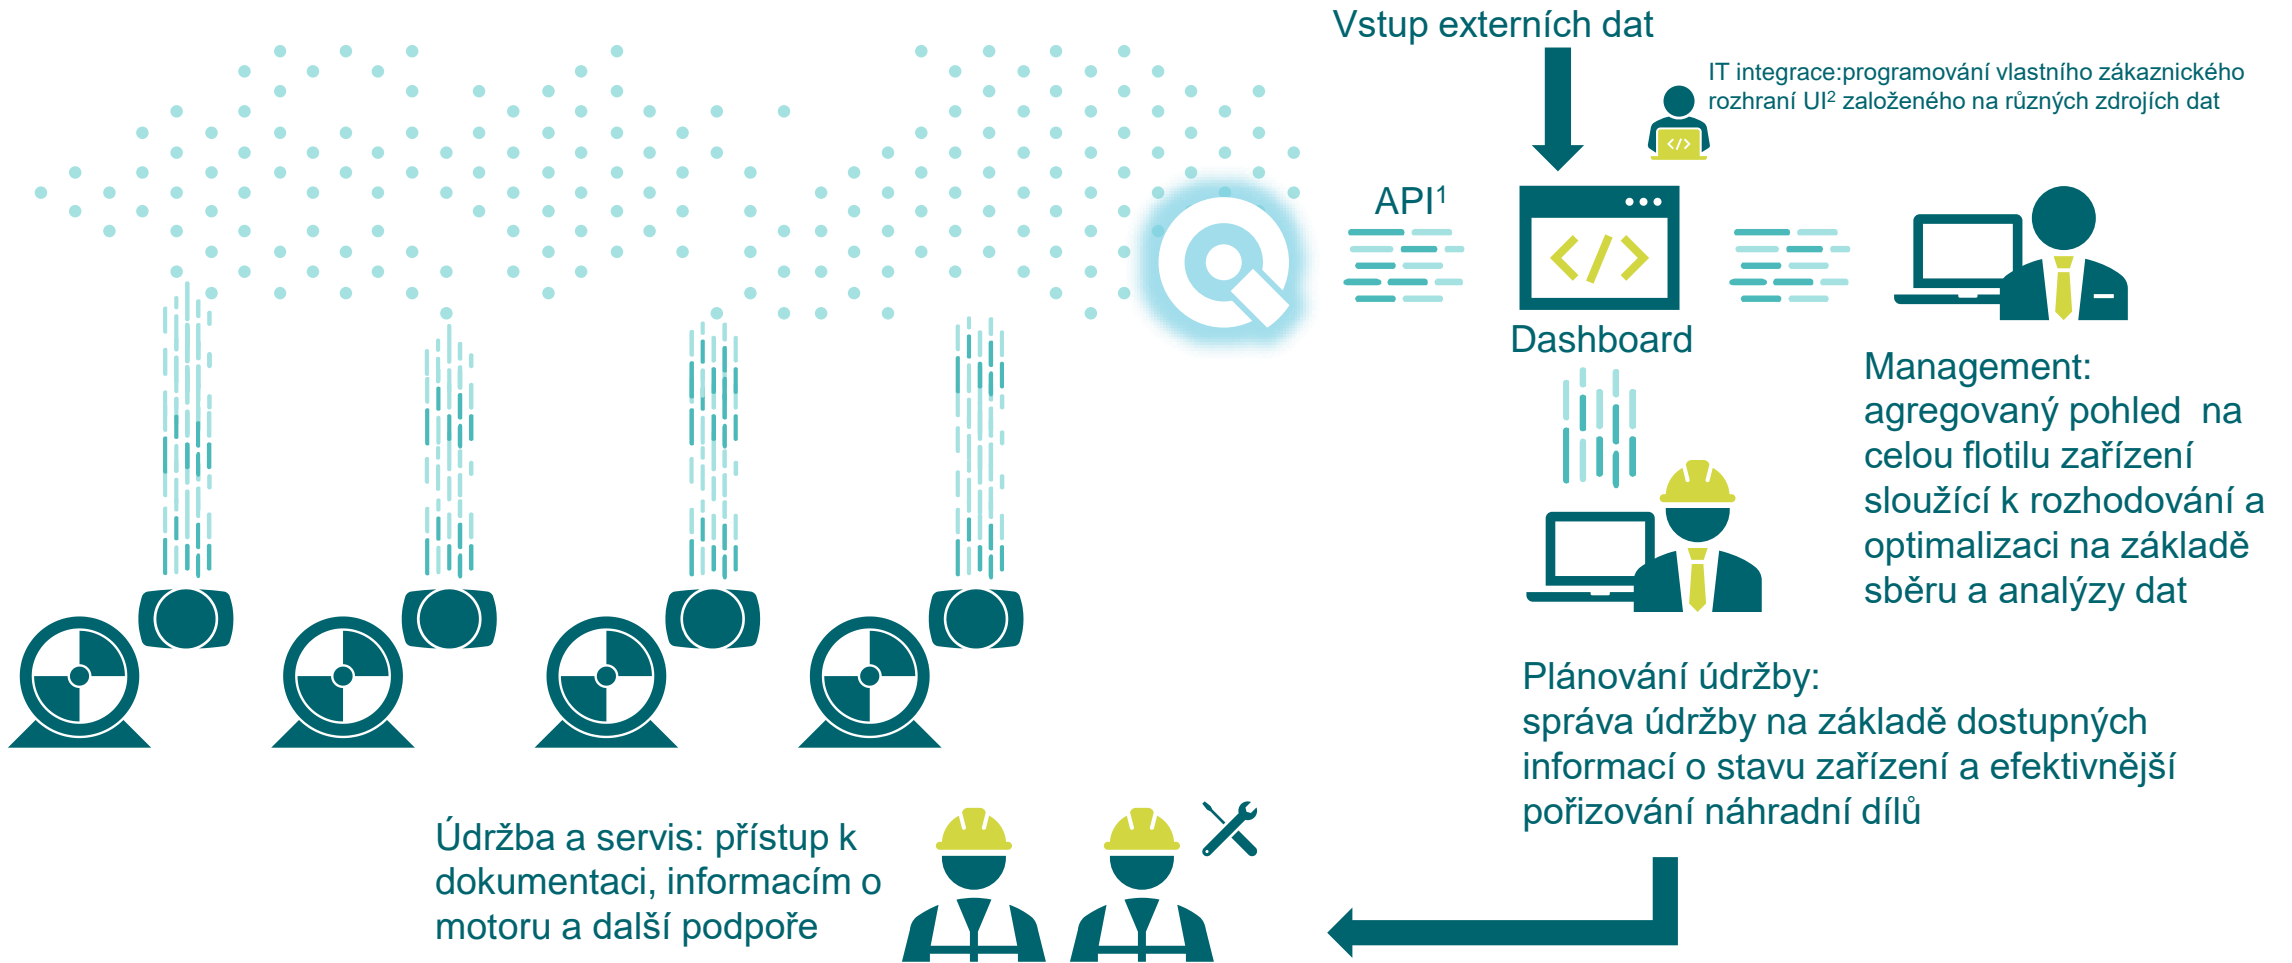 Vstup externích dat
IT integrace:programování vlastního zákaznického
rozhraní UI² založeného na různých zdrojích dat
</>
API¹
</>
Dashboard
Management:
agregovaný pohled  na
celou flotilu zařízení
sloužící k rozhodování a
optimalizaci na základě
sběru a analýzy dat
Plánování údržby:
správa údržby na základě dostupných
informací o stavu zařízení a efektivnější
pořizování náhradní dílů
Údržba a servis: přístup k
dokumentaci, informacím o
motoru a další podpoře